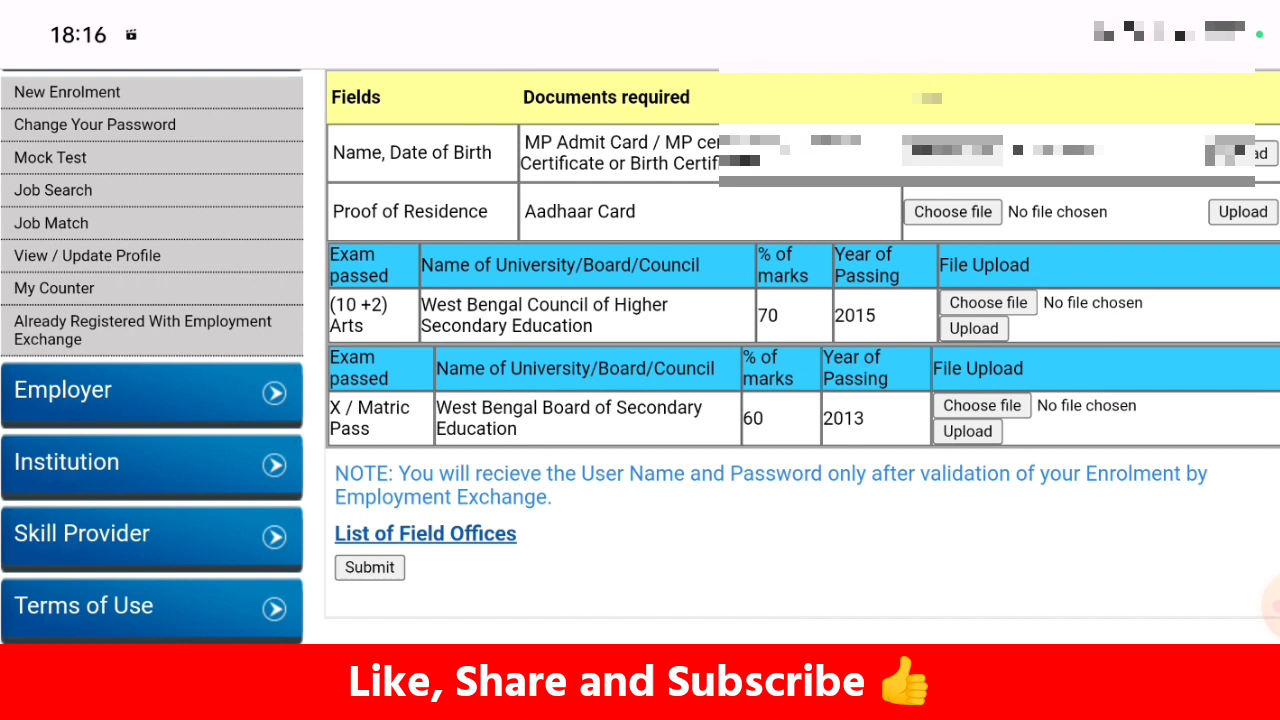 18:16
New Enrolment
Change Your Password
Mock Test
Job Search
Job Match
View / Update Profile
My Counter
Already Registered With Employment
Exchange
Employer
Institution
Skill Provider
Terms of Use
Fields Documents required
Name, Date of Birth MP Admit Card / MP
Certificate or Birth
Proof of Residence Aadhaar Card Choose file No file chosen Upload
Exam passed Name of University/Board/Council % of marks Year of Passing File Upload
(10 +2) Arts West Bengal Council of Higher Secondary Education 70 2015 Choose file No file chosen
Upload
Exam passed Name of University/Board/Council % of marks Year of Passing File Upload
X / Matric Pass West Bengal Board of Secondary Education 60 2013 Choose file No file chosen
Upload
NOTE: You will recieve the User Name and Password only after validation of your Enrolment by
Employment Exchange.
List of Field Offices
Submit
Like, Share and Subscribe 👍